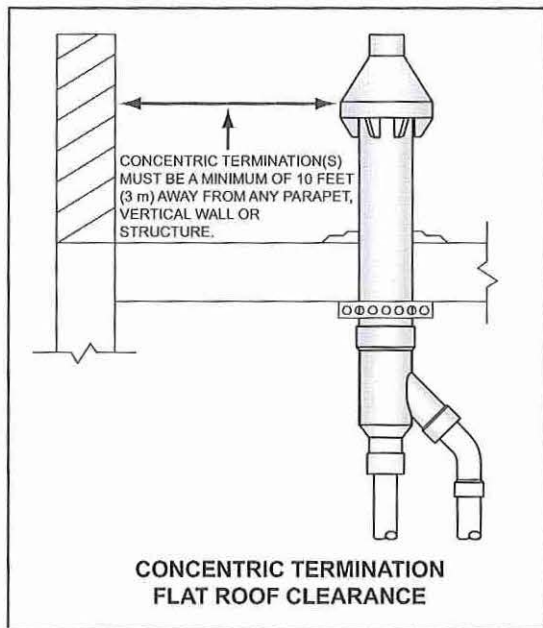 CONCENTRIC TERMINATION(S)
MUST BE A MINIMUM OF 10 FEET
(3 m) AWAY FROM ANY PARAPET,
VERTICAL WALL OR
STRUCTURE.
CONCENTRIC TERMINATION
FLAT ROOF CLEARANCE